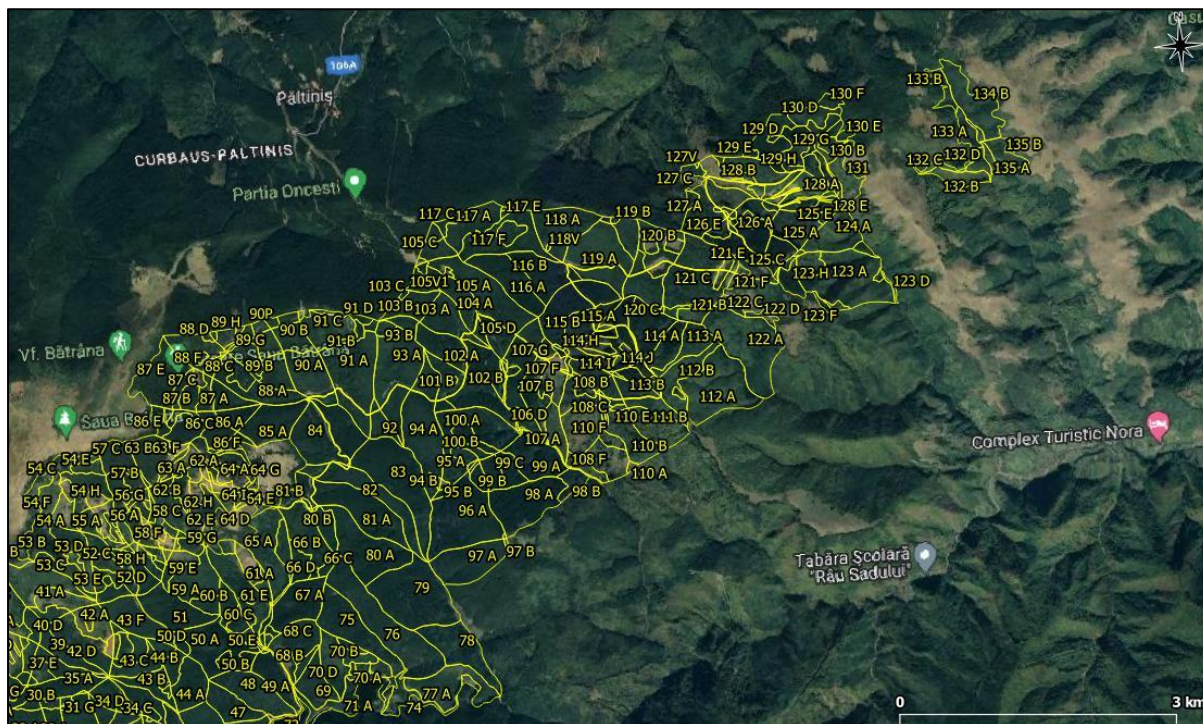 106A
Păltiniș
CURBAUS-PALTINIS
Partia Oncesti
133 B
134 B
133 A
135 B
132 C
132 D
135 A
132 B
130 F
130 D
129 D
130 E
129 G
129 E
130 B
127V
129 H
128 B
131
127 C
128 A
127 A
128 E
125 E
126 E
126 A
124 A
125 A
117 C
117 A
117 E
118 A
119 B
117 F
118V
120 B
105 C
119 A
121 E
125 C
116 B
105V1
105 A
116 A
121 C
121 F
123 H
123 A
123 D
103 C
103 B
103 A
104 A
121 B
122 C
122 D
123 F
105 D
115 B
115 A
120 C
114 H
114 A
113 A
122 A
88 D
89 H
90P
90 B
91 C
91 D
89 G
91 B
93 B
Vf. Bătrâna
88 F
88 C
89 B
90 A
91 A
93 A
102 A
107 G
114 I
114 J
87 E
87 C
88 A
101 B
102 B
107 F
107 B
108 B
113 B
112 B
87 B
87 A
112 A
86 E
86 C
86 A
85 A
84
92
94 A
100 A
106 D
108 C
110 E
111 B
110 F
100 B
107 A
110 B
57 C
63 B
63 F
86 F
54 C
54 E
57 B
63 A
62 A
64 A
64 G
83
94 B
95 A
99 C
99 A
108 F
110 A
99 B
54 H
56 G
62 B
62 H
64 I
64 E
81 B
82
95 B
98 A
98 B
54 F
54 A
55 A
56 A
58 C
62 E
64 D
80 B
81 A
96 A
58 F
59 G
65 A
66 B
53 B
53 D
52 C
58 H
66 C
80 A
97 A
97 B
53 C
53 E
52 D
59 E
61 A
66 D
79
41 A
59 A
60 B
61 E
67 A
42 A
43 F
51
60 C
75
76
78
40 D
39
42 D
50 D
50 A
50 E
68 C
37 E
43 C
44 B
50 B
68 B
70 B
35 A
43 B
48
49 A
70 D
70 A
69
30 B
31 G
34 D
34 C
44 A
47
71 A
74
77 A
Complex Turistic Nora
Tabăra Școlară
"Râu Sadului"
0
3 km